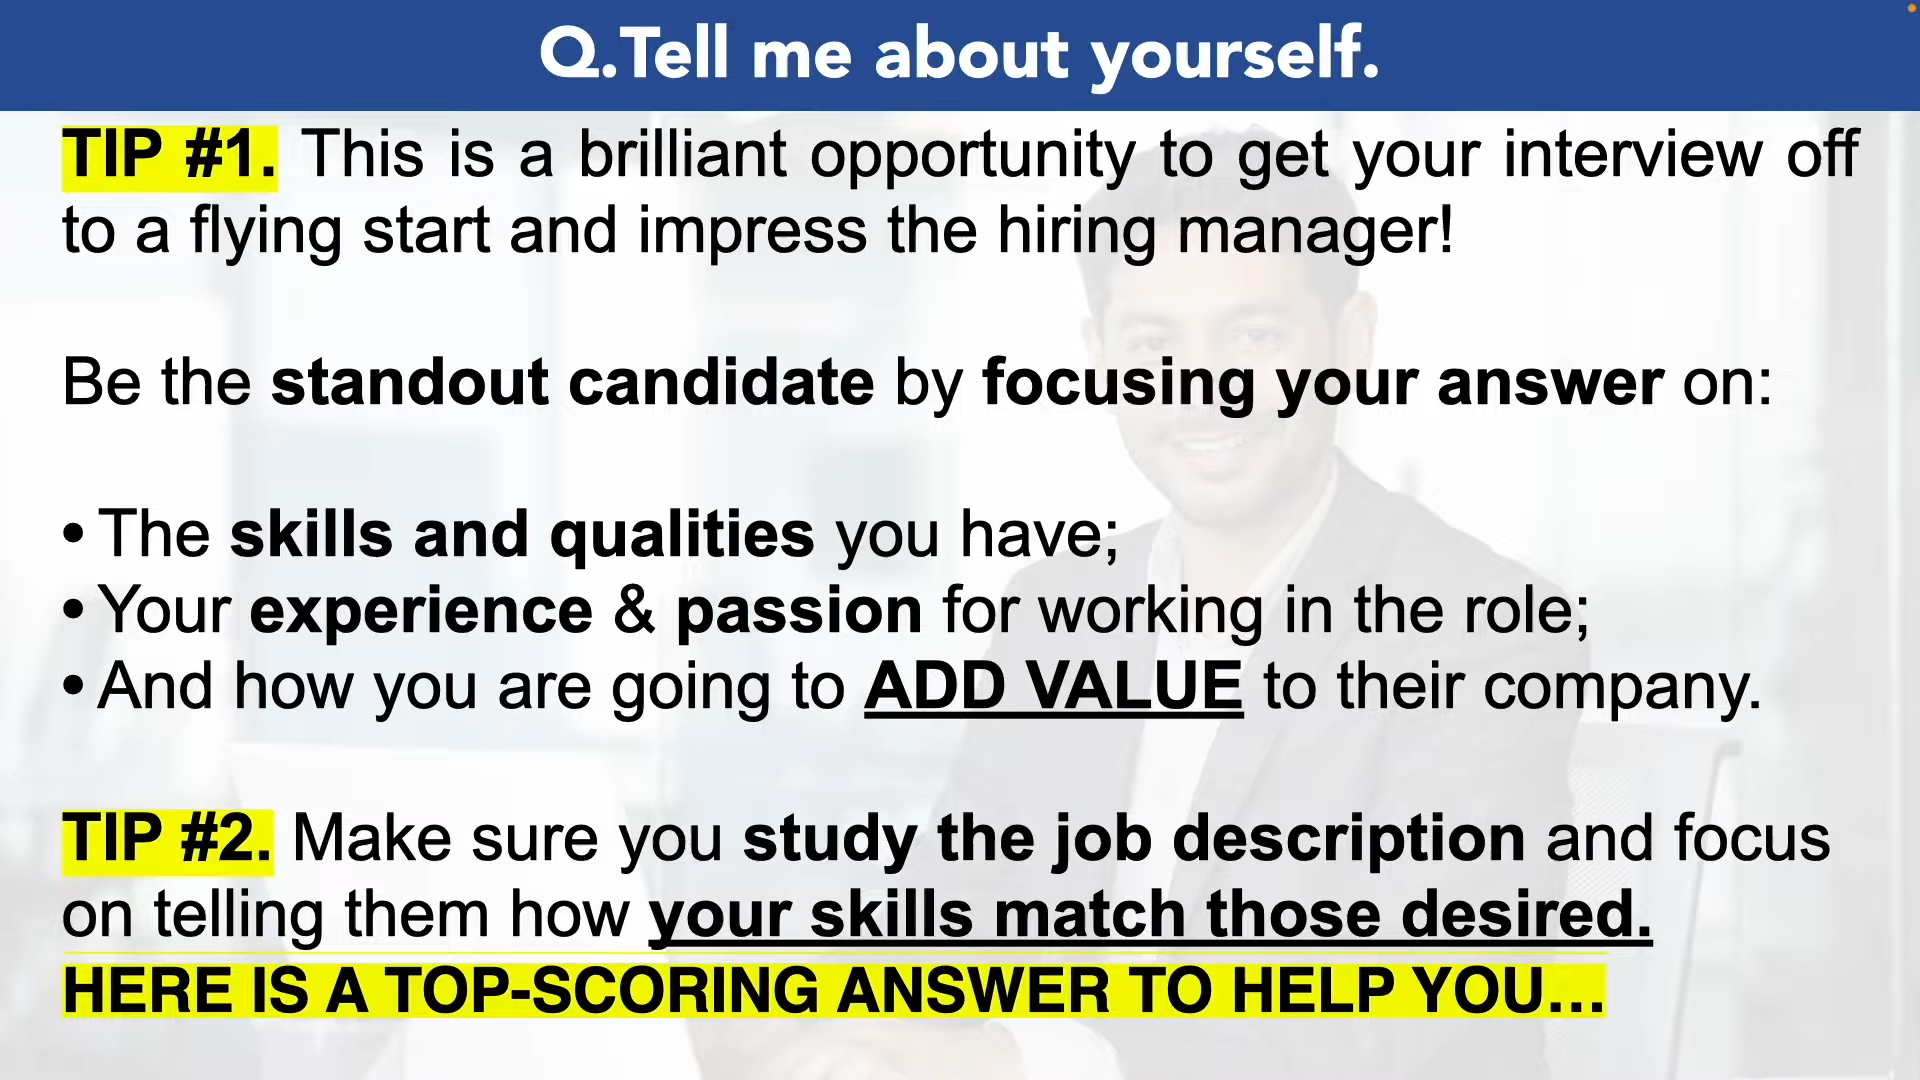 Q.Tell me about yourself.
TIP #1. This is a brilliant opportunity to get your interview off
to a flying start and impress the hiring manager!
Be the standout candidate by focusing your answer on:
• The skills and qualities you have;
• Your experience & passion for working in the role;
• And how you are going to ADD VALUE to their company.
TIP #2. Make sure you study the job description and focus
on telling them how your skills match those desired.
HERE IS A TOP-SCORING ANSWER TO HELP YOU...